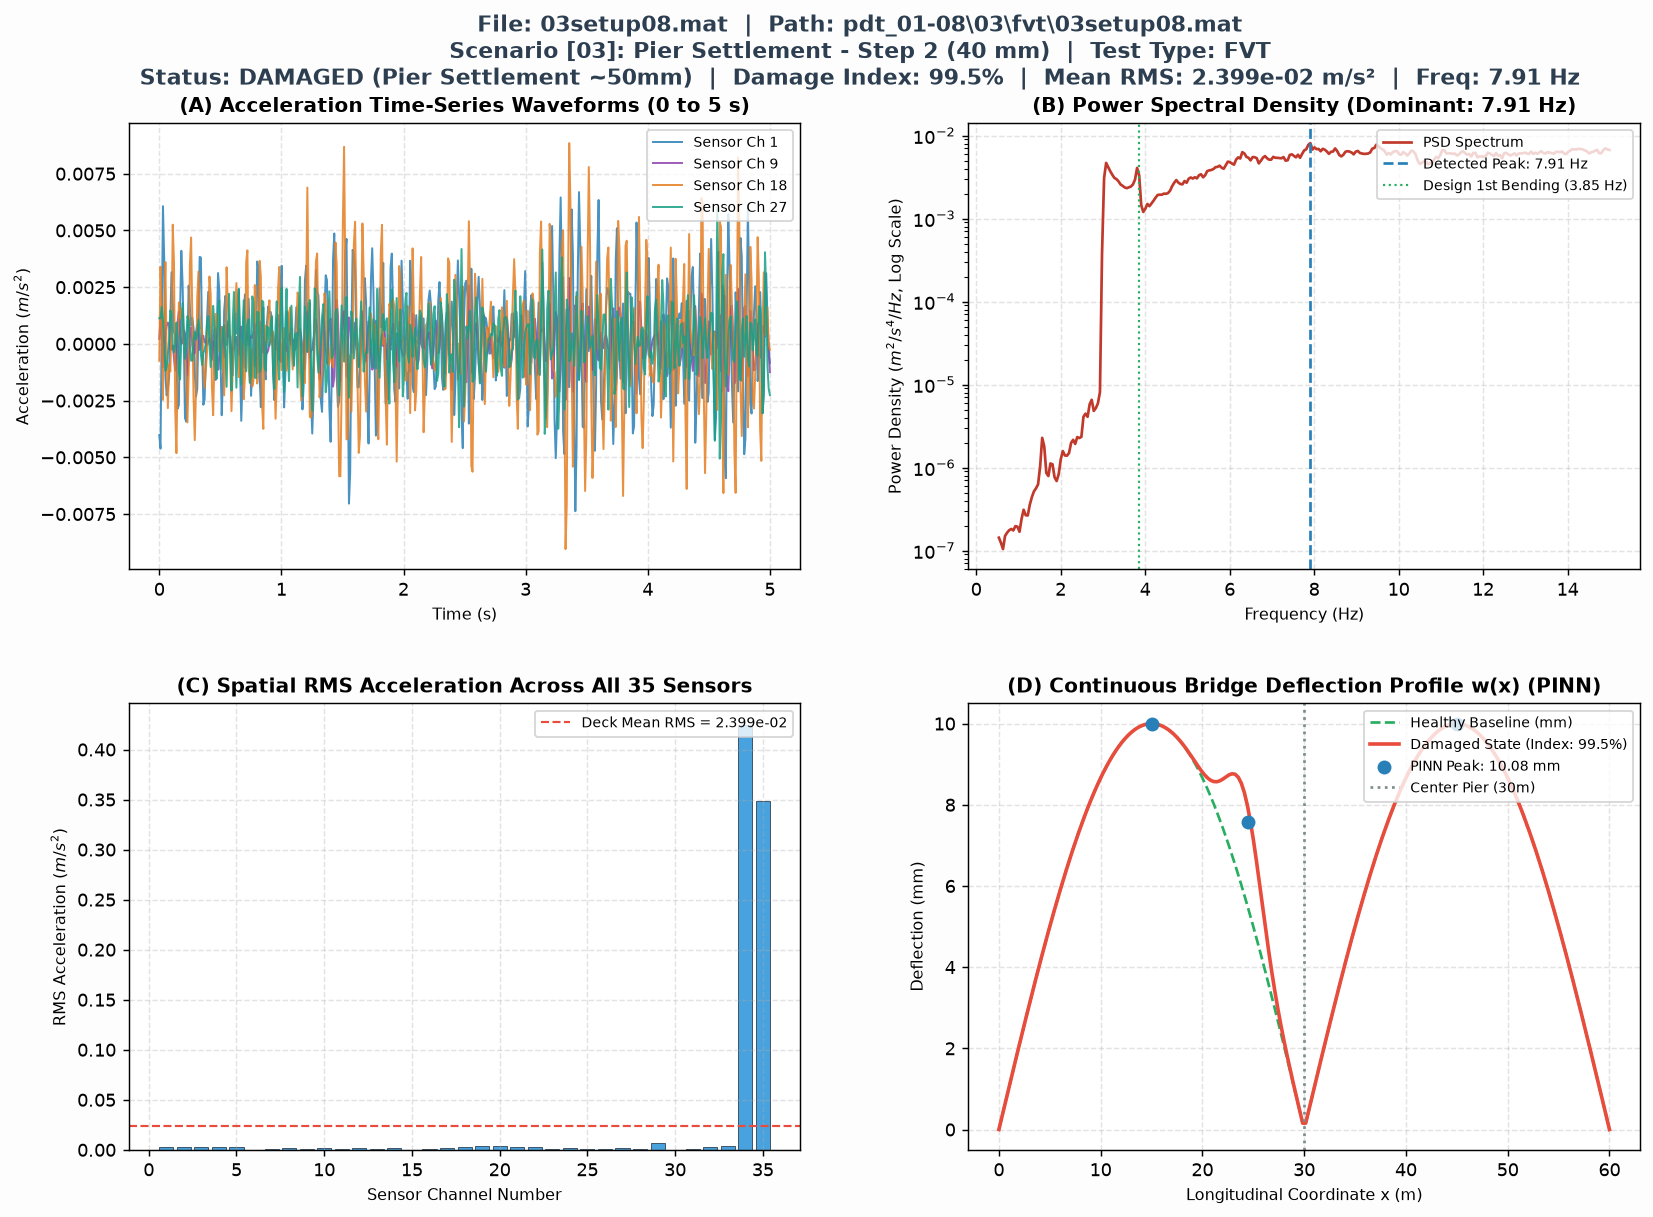 File: 03setup08.mat | Path: pdt_01-08\03\fvt\03setup08.mat
Scenario [03]: Pier Settlement - Step 2 (40 mm) | Test Type: FVT
Status: DAMAGED (Pier Settlement ~50mm) | Damage Index: 99.5% | Mean RMS: 2.399e-02 m/s² | Freq: 7.91 Hz
(A) Acceleration Time-Series Waveforms (0 to 5 s)
Sensor Ch 1
Sensor Ch 9
Sensor Ch 18
Sensor Ch 27
0.0075
0.0050
0.0025
0.0000
−0.0025
−0.0050
−0.0075
Acceleration (m/s²)
0 1 2 3 4 5
Time (s)
(B) Power Spectral Density (Dominant: 7.91 Hz)
PSD Spectrum
Detected Peak: 7.91 Hz
Design 1st Bending (3.85 Hz)
10⁻²
10⁻³
10⁻⁴
10⁻⁵
10⁻⁶
10⁻⁷
Power Density (m²/s⁴/Hz, Log Scale)
0 2 4 6 8 10 12 14
Frequency (Hz)
(C) Spatial RMS Acceleration Across All 35 Sensors
Deck Mean RMS = 2.399e-02
0.40
0.35
0.30
0.25
0.20
0.15
0.10
0.05
0.00
RMS Acceleration (m/s²)
0 5 10 15 20 25 30 35
Sensor Channel Number
(D) Continuous Bridge Deflection Profile w(x) (PINN)
Healthy Baseline (mm)
Damaged State (Index: 99.5%)
PINN Peak: 10.08 mm
Center Pier (30m)
10
8
6
4
2
0
Deflection (mm)
0 10 20 30 40 50 60
Longitudinal Coordinate x (m)